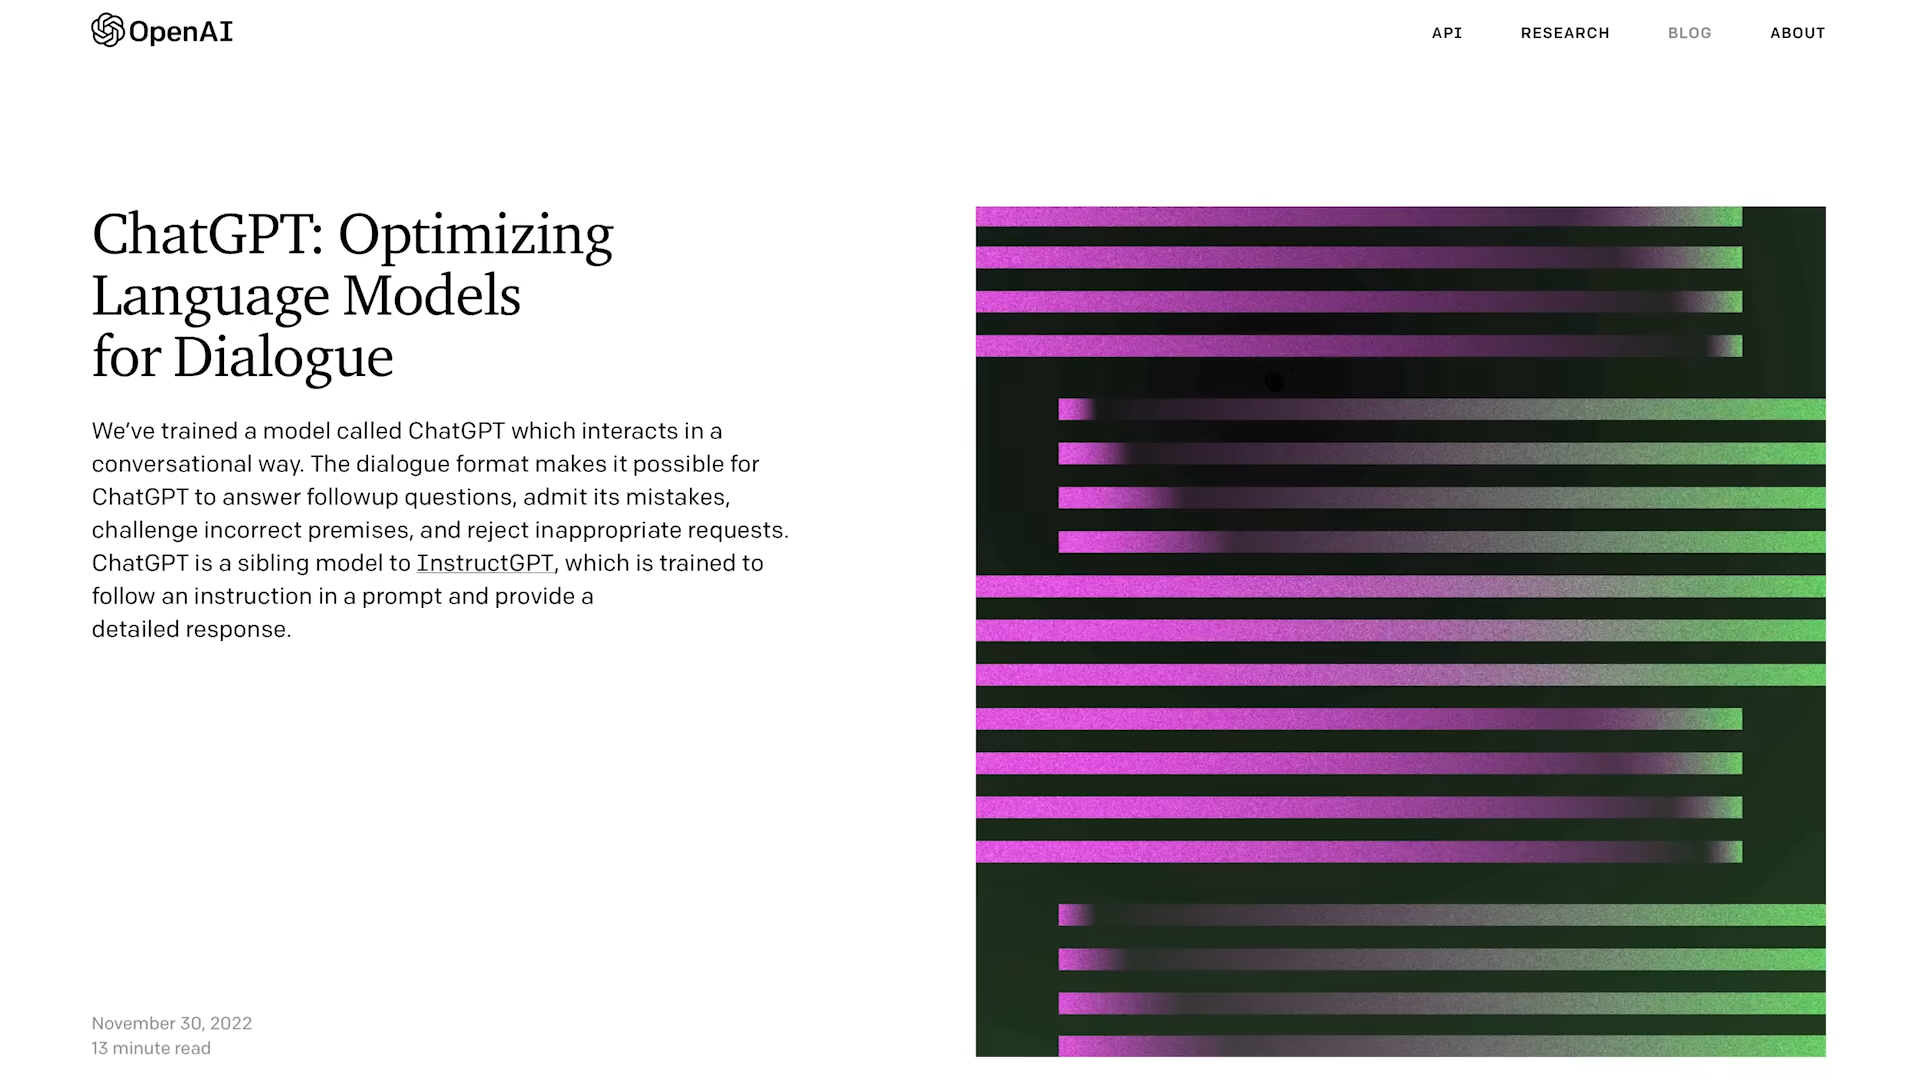 OpenAI
API RESEARCH BLOG ABOUT
ChatGPT: Optimizing
Language Models
for Dialogue
We’ve trained a model called ChatGPT which interacts in a
conversational way. The dialogue format makes it possible for
ChatGPT to answer followup questions, admit its mistakes,
challenge incorrect premises, and reject inappropriate requests.
ChatGPT is a sibling model to InstructGPT, which is trained to
follow an instruction in a prompt and provide a
detailed response.
November 30, 2022
13 minute read